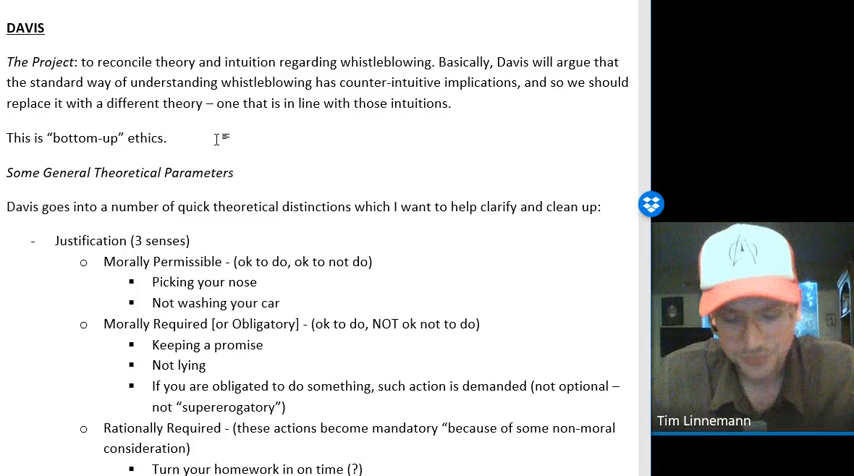 DAVIS
The Project: to reconcile theory and intuition regarding whistleblowing. Basically, Davis will argue that
the standard way of understanding whistleblowing has counter-intuitive implications, and so we should
replace it with a different theory – one that is in line with those intuitions.
This is “bottom-up” ethics.
Some General Theoretical Parameters
Davis goes into a number of quick theoretical distinctions which I want to help clarify and clean up:
- Justification (3 senses)
o Morally Permissible - (ok to do, ok to not do)
▪ Picking your nose
▪ Not washing your car
o Morally Required [or Obligatory] - (ok to do, NOT ok not to do)
▪ Keeping a promise
▪ Not lying
▪ If you are obligated to do something, such action is demanded (not optional –
not “supererogatory”)
o Rationally Required - (these actions become mandatory “because of some non-moral
consideration)
▪ Turn your homework in on time (?)
Tim Linnemann